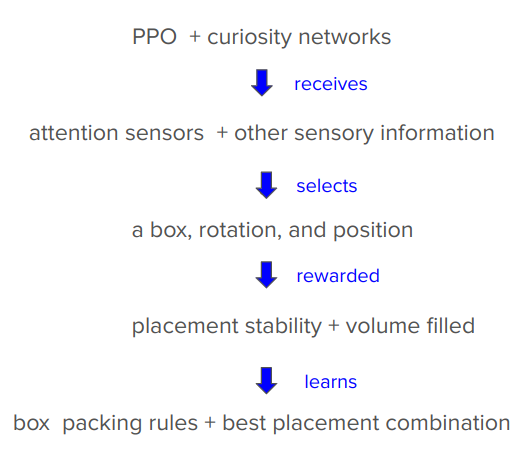 PPO + curiosity networks
receives
attention sensors + other sensory information
selects
a box, rotation, and position
rewarded
placement stability + volume filled
learns
box packing rules + best placement combination